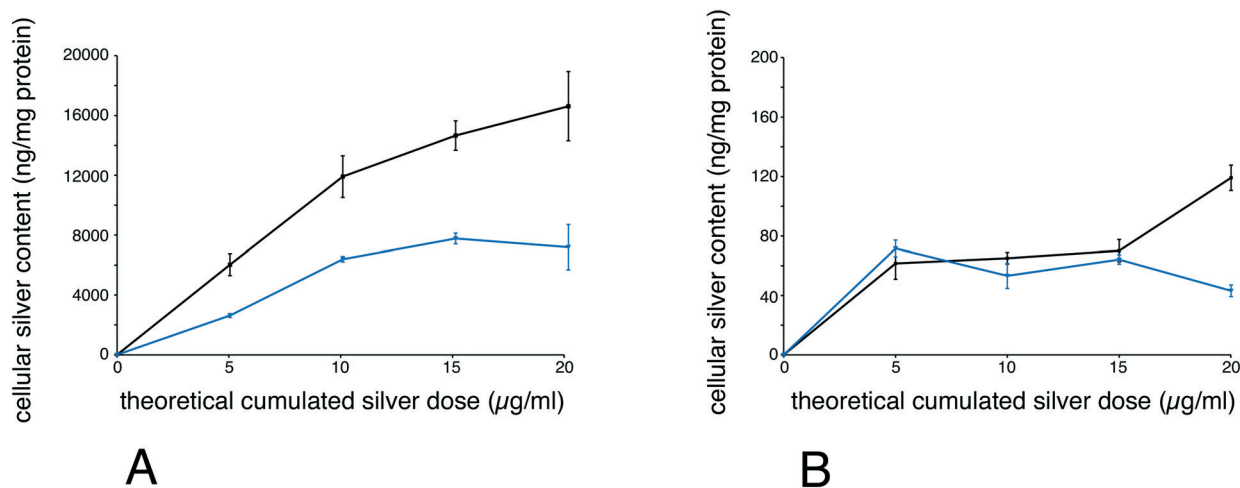 cellular silver content (ng/mg protein)
20000
16000
12000
8000
4000
0
0 5 10 15 20
theoretical cumulated silver dose (µg/ml)
A
cellular silver content (ng/mg protein)
200
160
120
80
40
0
0 5 10 15 20
theoretical cumulated silver dose (µg/ml)
B